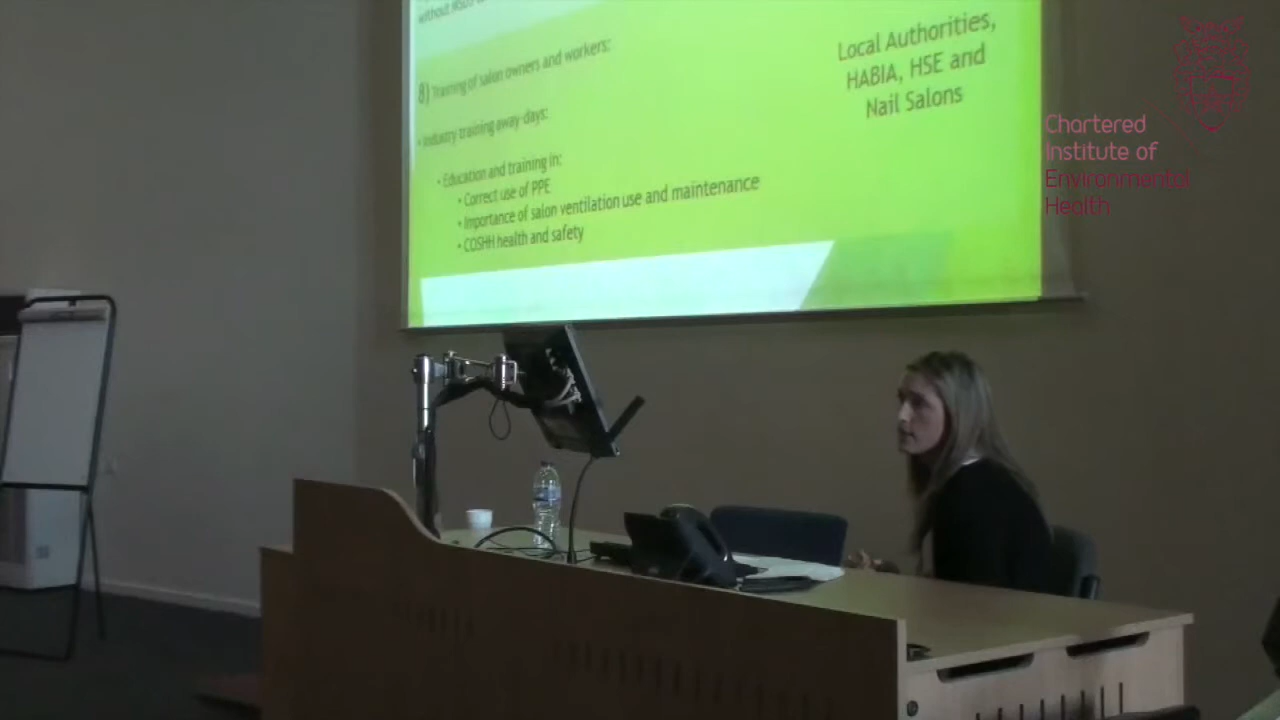 without MSDS
8) Training of salon owners and workers:
• Industry training away-days:
• Education and training in:
• Correct use of PPE
• Importance of salon ventilation use and maintenance
• COSHH health and safety
Local Authorities,
HABIA, HSE and
Nail Salons
Chartered
Institute of
Environmental
Health